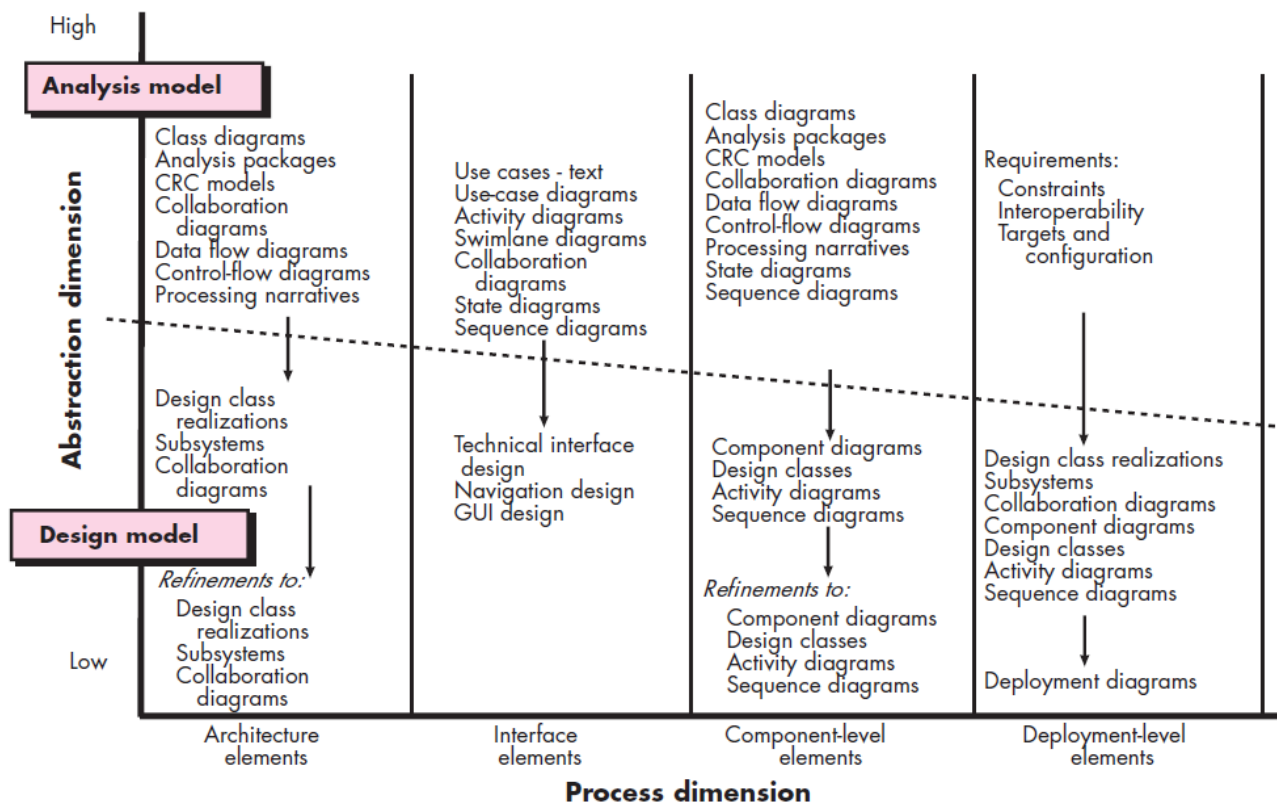 High
Analysis model
Abstraction dimension
Class diagrams
Analysis packages
CRC models
Collaboration
diagrams
Data flow diagrams
Control-flow diagrams
Processing narratives
Design class
realizations
Subsystems
Collaboration
diagrams
Design model
Refinements to:
Design class
realizations
Subsystems
Collaboration
diagrams
Low
Architecture
elements
Use cases - text
Use-case diagrams
Activity diagrams
Swimlane diagrams
Collaboration
diagrams
State diagrams
Sequence diagrams
Technical interface
design
Navigation design
GUI design
Interface
elements
Class diagrams
Analysis packages
CRC models
Collaboration diagrams
Data flow diagrams
Control-flow diagrams
Processing narratives
State diagrams
Sequence diagrams
Component diagrams
Design classes
Activity diagrams
Sequence diagrams
Refinements to:
Component diagrams
Design classes
Activity diagrams
Sequence diagrams
Component-level
elements
Requirements:
Constraints
Interoperability
Targets and
configuration
Design class realizations
Subsystems
Collaboration diagrams
Component diagrams
Design classes
Activity diagrams
Sequence diagrams
Deployment diagrams
Deployment-level
elements
Process dimension